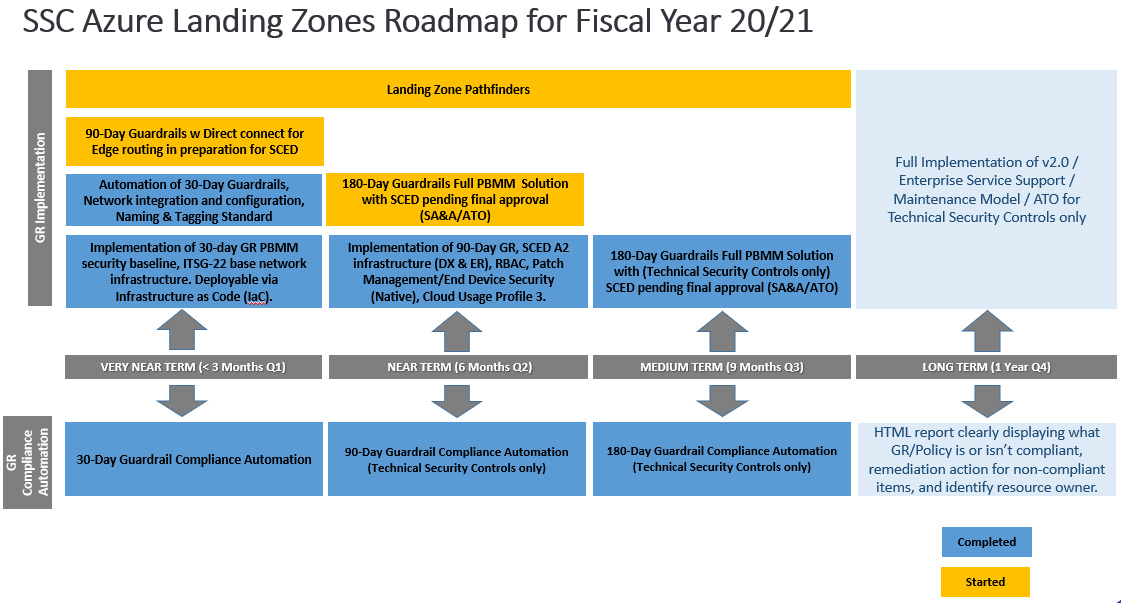 SSC Azure Landing Zones Roadmap for Fiscal Year 20/21
GR Implementation
Landing Zone Pathfinders
90-Day Guardrails w Direct connect for
Edge routing in preparation for SCED
Automation of 30-Day Guardrails,
Network integration and configuration,
Naming & Tagging Standard
180-Day Guardrails Full PBMM Solution
with SCED pending final approval
(SA&A/ATO)
Implementation of 30-day GR PBMM
security baseline, ITSG-22 base network
infrastructure. Deployable via
Infrastructure as Code (IaC).
Implementation of 90-Day GR, SCED A2
infrastructure (DX & ER), RBAC, Patch
Management/End Device Security
(Native), Cloud Usage Profile 3.
180-Day Guardrails Full PBMM Solution
with (Technical Security Controls only)
SCED pending final approval (SA&A/ATO)
Full Implementation of v2.0 /
Enterprise Service Support /
Maintenance Model / ATO for
Technical Security Controls only
VERY NEAR TERM (< 3 Months Q1)
NEAR TERM (6 Months Q2)
MEDIUM TERM (9 Months Q3)
LONG TERM (1 Year Q4)
GR
Compliance
Automation
30-Day Guardrail Compliance Automation
90-Day Guardrail Compliance Automation
(Technical Security Controls only)
180-Day Guardrail Compliance Automation
(Technical Security Controls only)
HTML report clearly displaying what
GR/Policy is or isn’t compliant,
remediation action for non-compliant
items, and identify resource owner.
Completed
Started